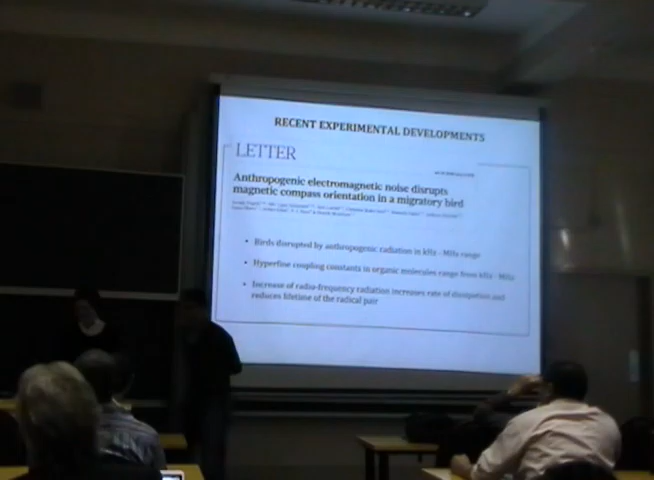 RECENT EXPERIMENTAL DEVELOPMENTS
LETTER
Anthropogenic electromagnetic noise disrupts
magnetic compass orientation in a migratory bird
• Birds disrupted by anthropogenic radiation in kHz - MHz range
• Hyperfine coupling constants in organic molecules range from kHz - MHz
• Increase of radio-frequency radiation increases rate of dissipation and
reduces lifetime of the radical pair